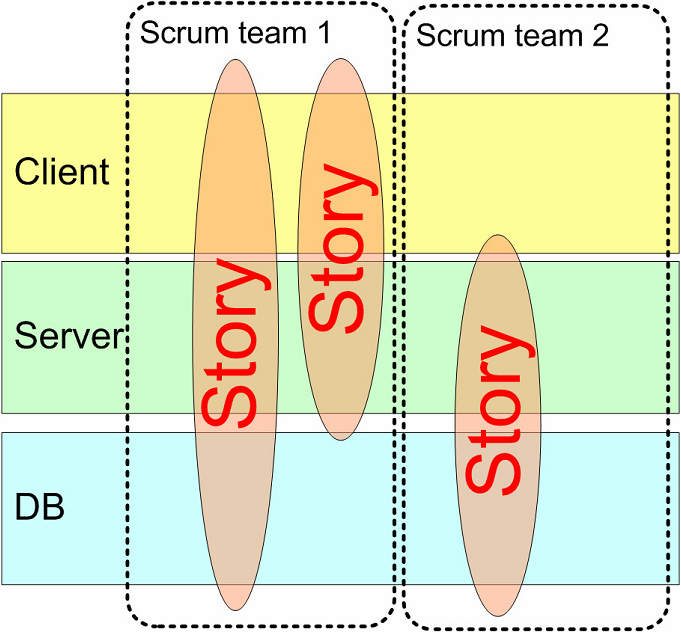 Scrum team 1
Scrum team 2
Client
Story
Story
Server
Story
DB